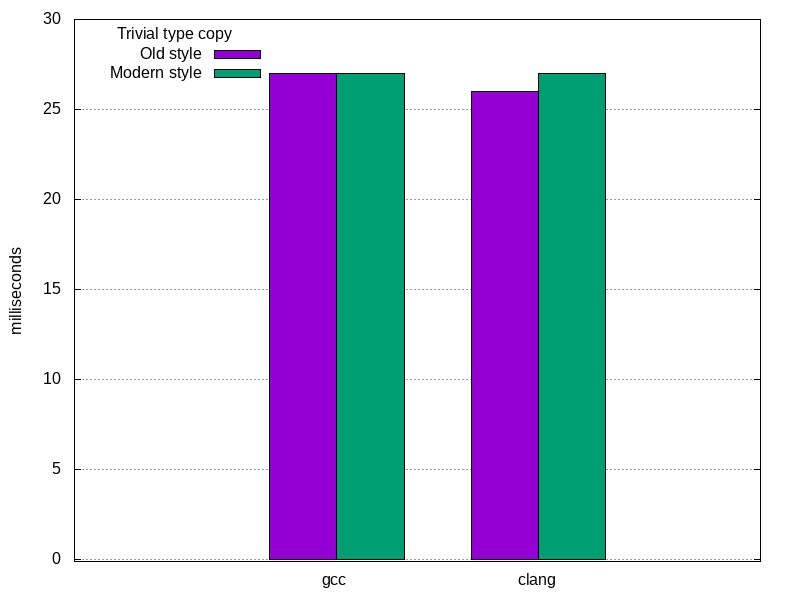 Trivial type copy
Old style
Modern style
30
25
20
15
10
5
0
milliseconds
gcc
clang